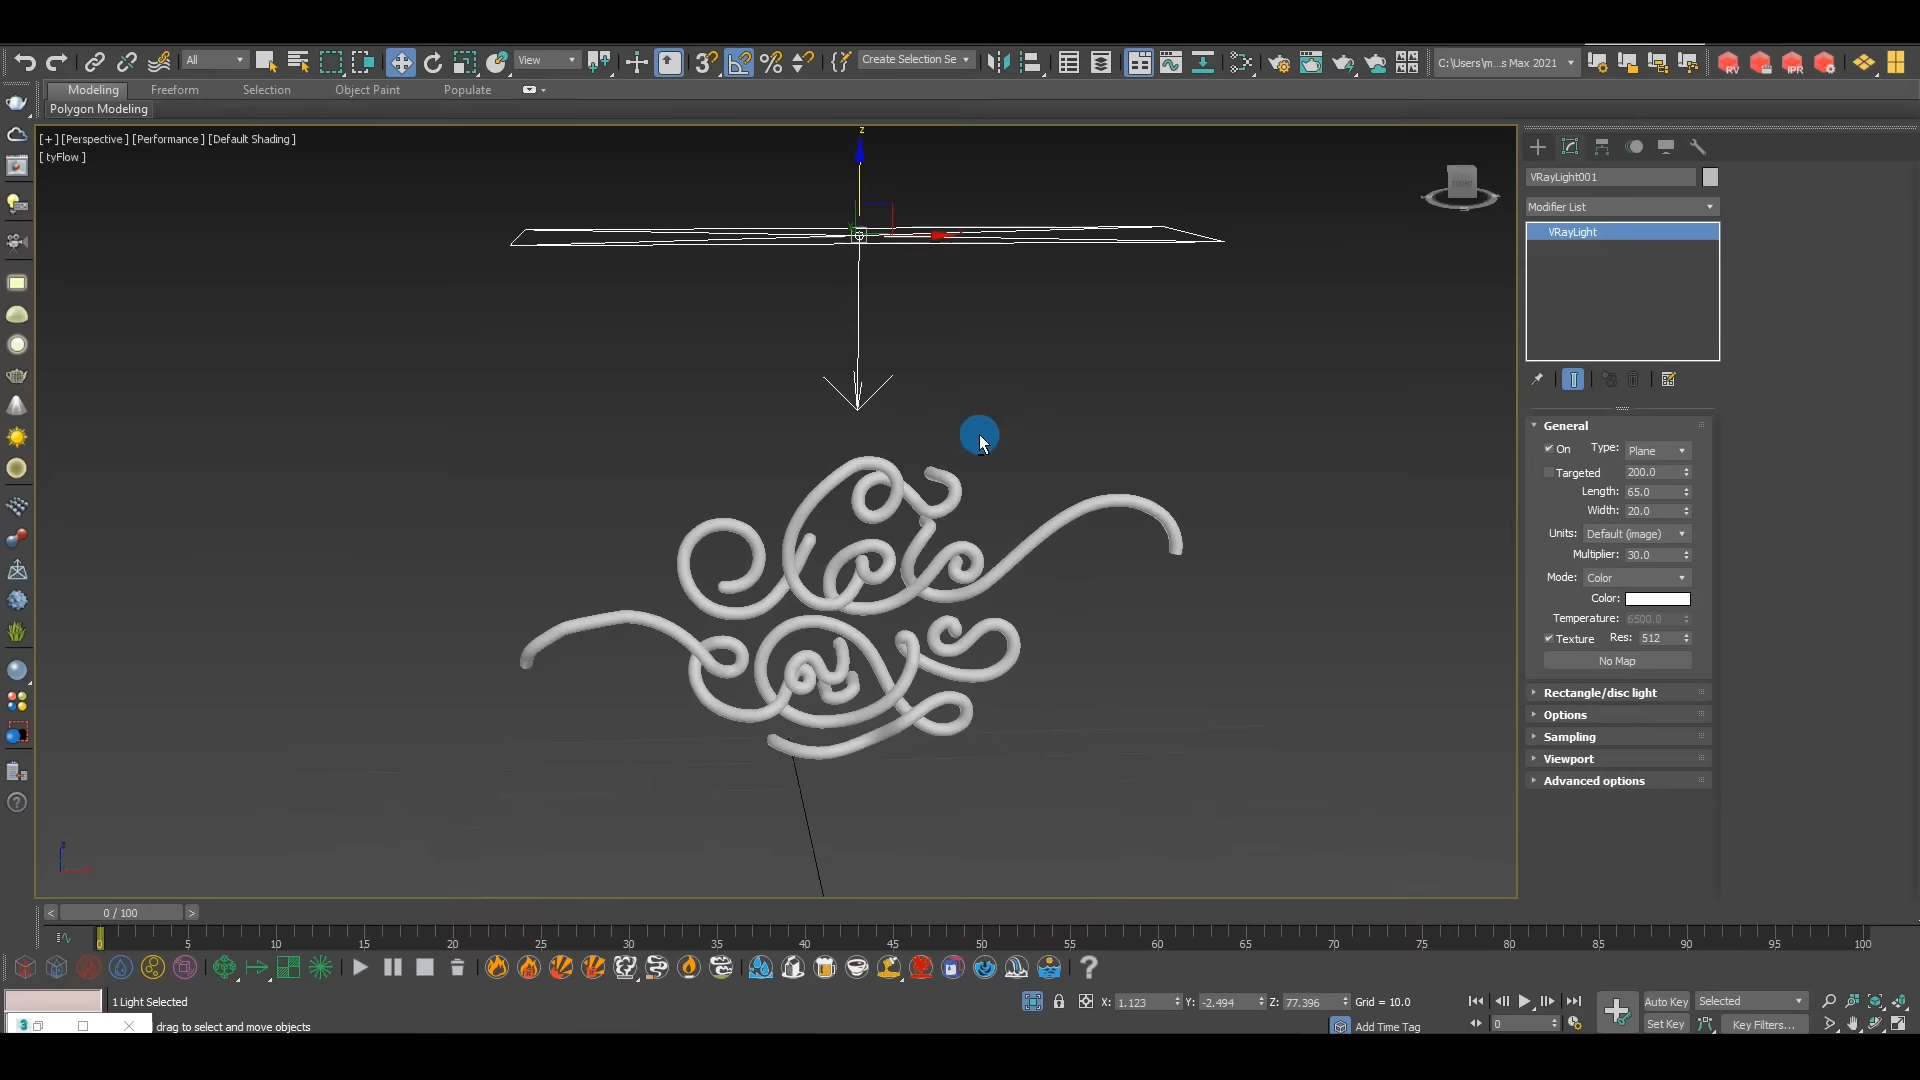 All
View
Create Selection Se
C:\Users\m...s Max 2021
RV
IPR
Modeling
Freeform
Selection
Object Paint
Populate
Polygon Modeling
[+] [Perspective] [Performance] [Default Shading]
[ tyFlow ]
z
VRayLight001
Modifier List
VRayLight
General
On
Type:
Plane
Targeted
200.0
Length:
65.0
Width:
20.0
Units:
Default (image)
Multiplier:
30.0
Mode:
Color
Color:
Temperature:
6500.0
Texture
Res:
512
No Map
Rectangle/disc light
Options
Sampling
Viewport
Advanced options
0 / 100
0 5 10 15 20 25 30 35 40 45 50 55 60 65 70 75 80 85 90 95 100
1 Light Selected
X: 1.123
Y: -2.494
Z: 77.396
Grid = 10.0
Auto Key
Selected
drag to select and move objects
Add Time Tag
0
Set Key
Key Filters...